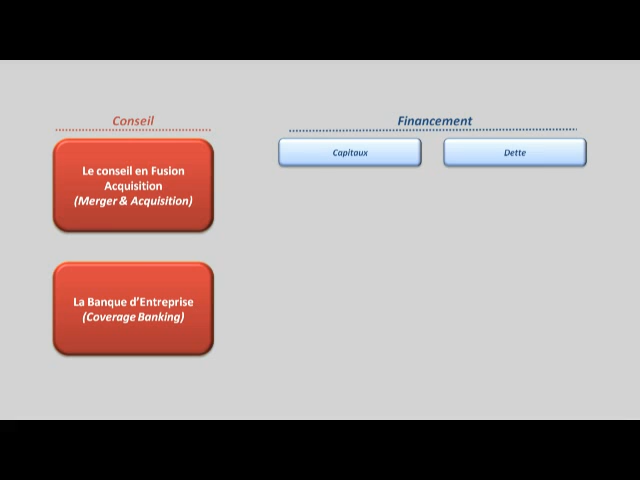 Conseil
Le conseil en Fusion
Acquisition
(Merger & Acquisition)
La Banque d’Entreprise
(Coverage Banking)
Financement
Capitaux
Dette